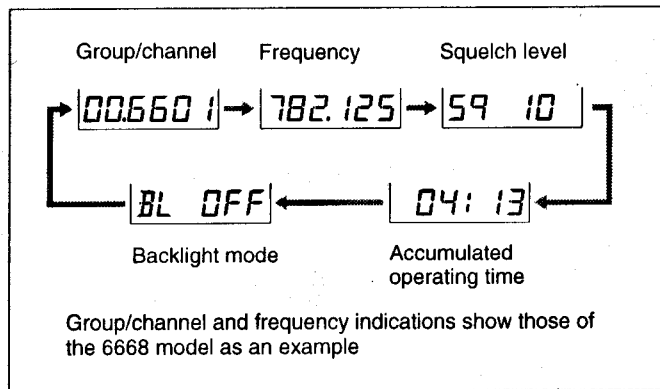 Group/channel Frequency Squelch level
00.6601 782.125 S9 10
BL OFF 04: 13
Backlight mode Accumulated
operating time
Group/channel and frequency indications show those of
the 6668 model as an example